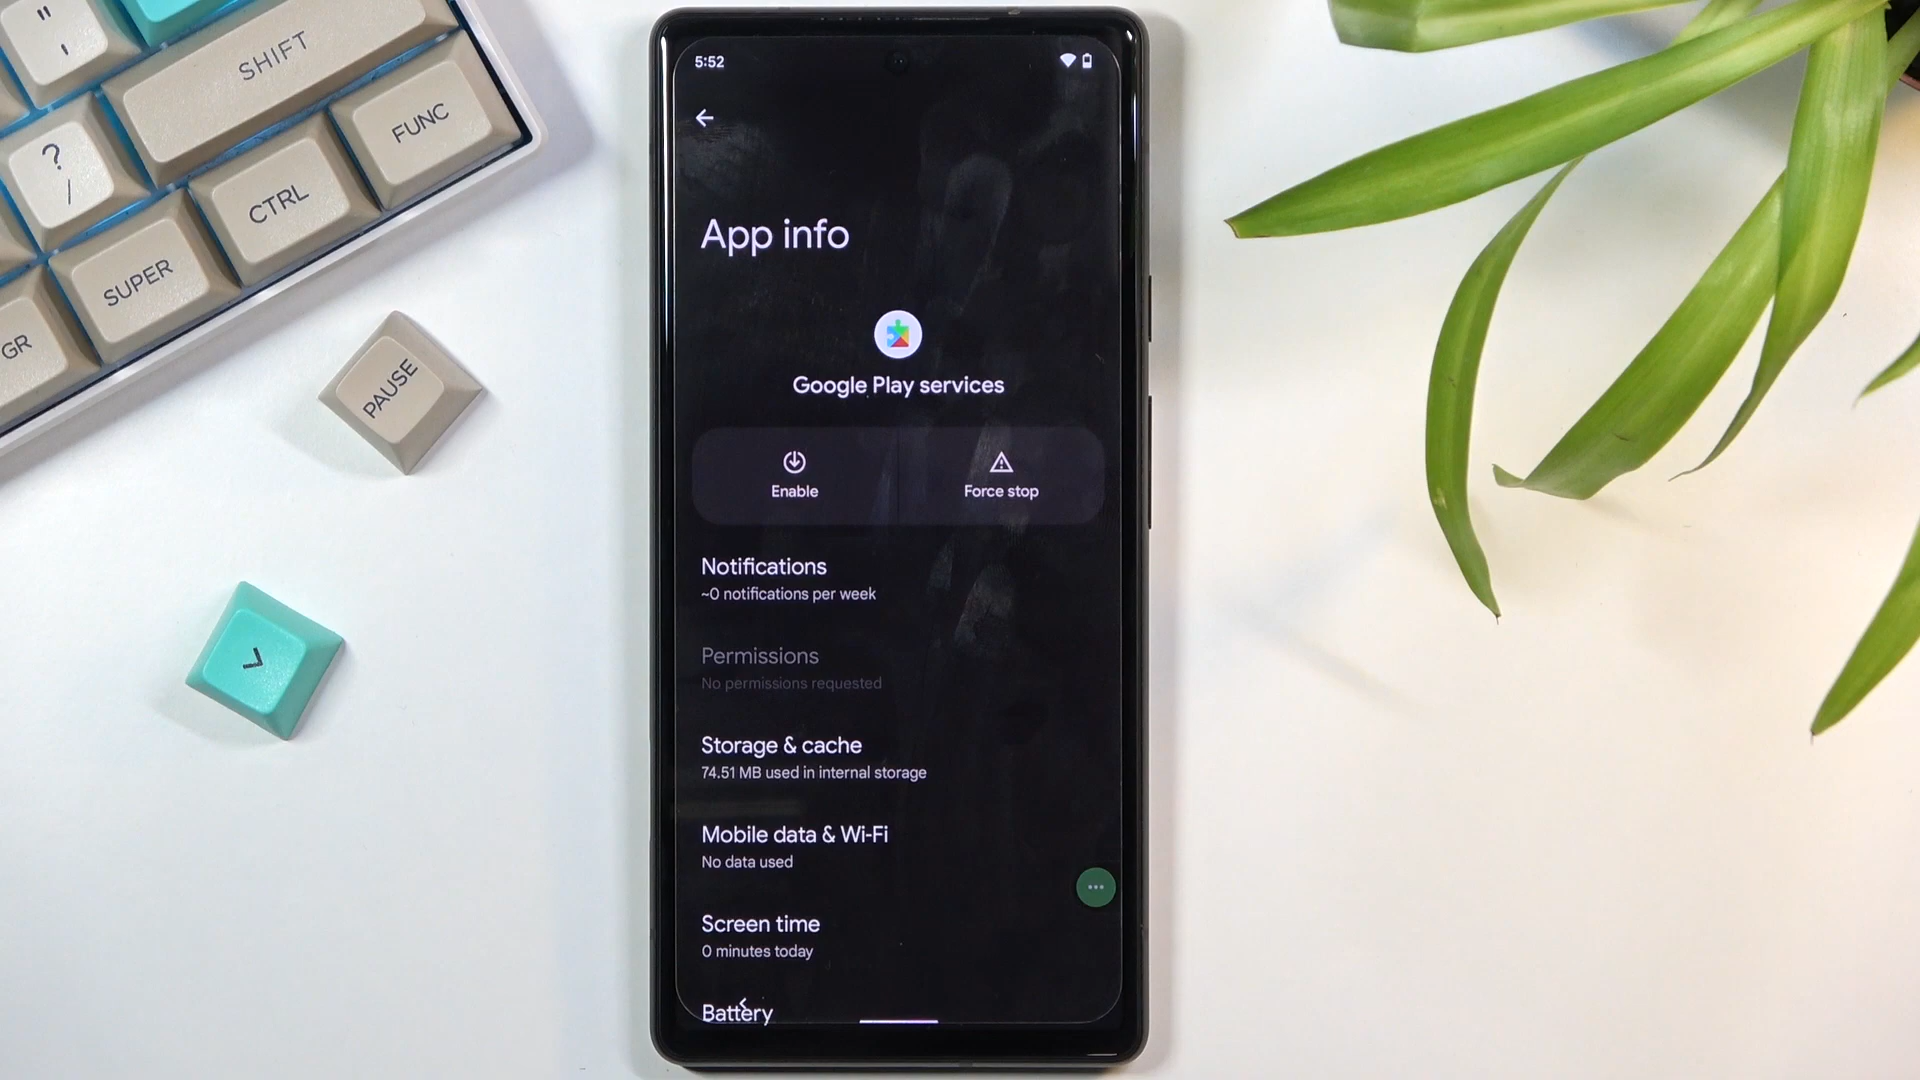 "
,
SHIFT
?
/
CTRL
FUNC
SUPER
GR
PAUSE
5:52
App info
Google Play services
Enable
Force stop
Notifications
~0 notifications per week
Permissions
No permissions requested
Storage & cache
74.51 MB used in internal storage
Mobile data & Wi-Fi
No data used
Screen time
0 minutes today
Battery